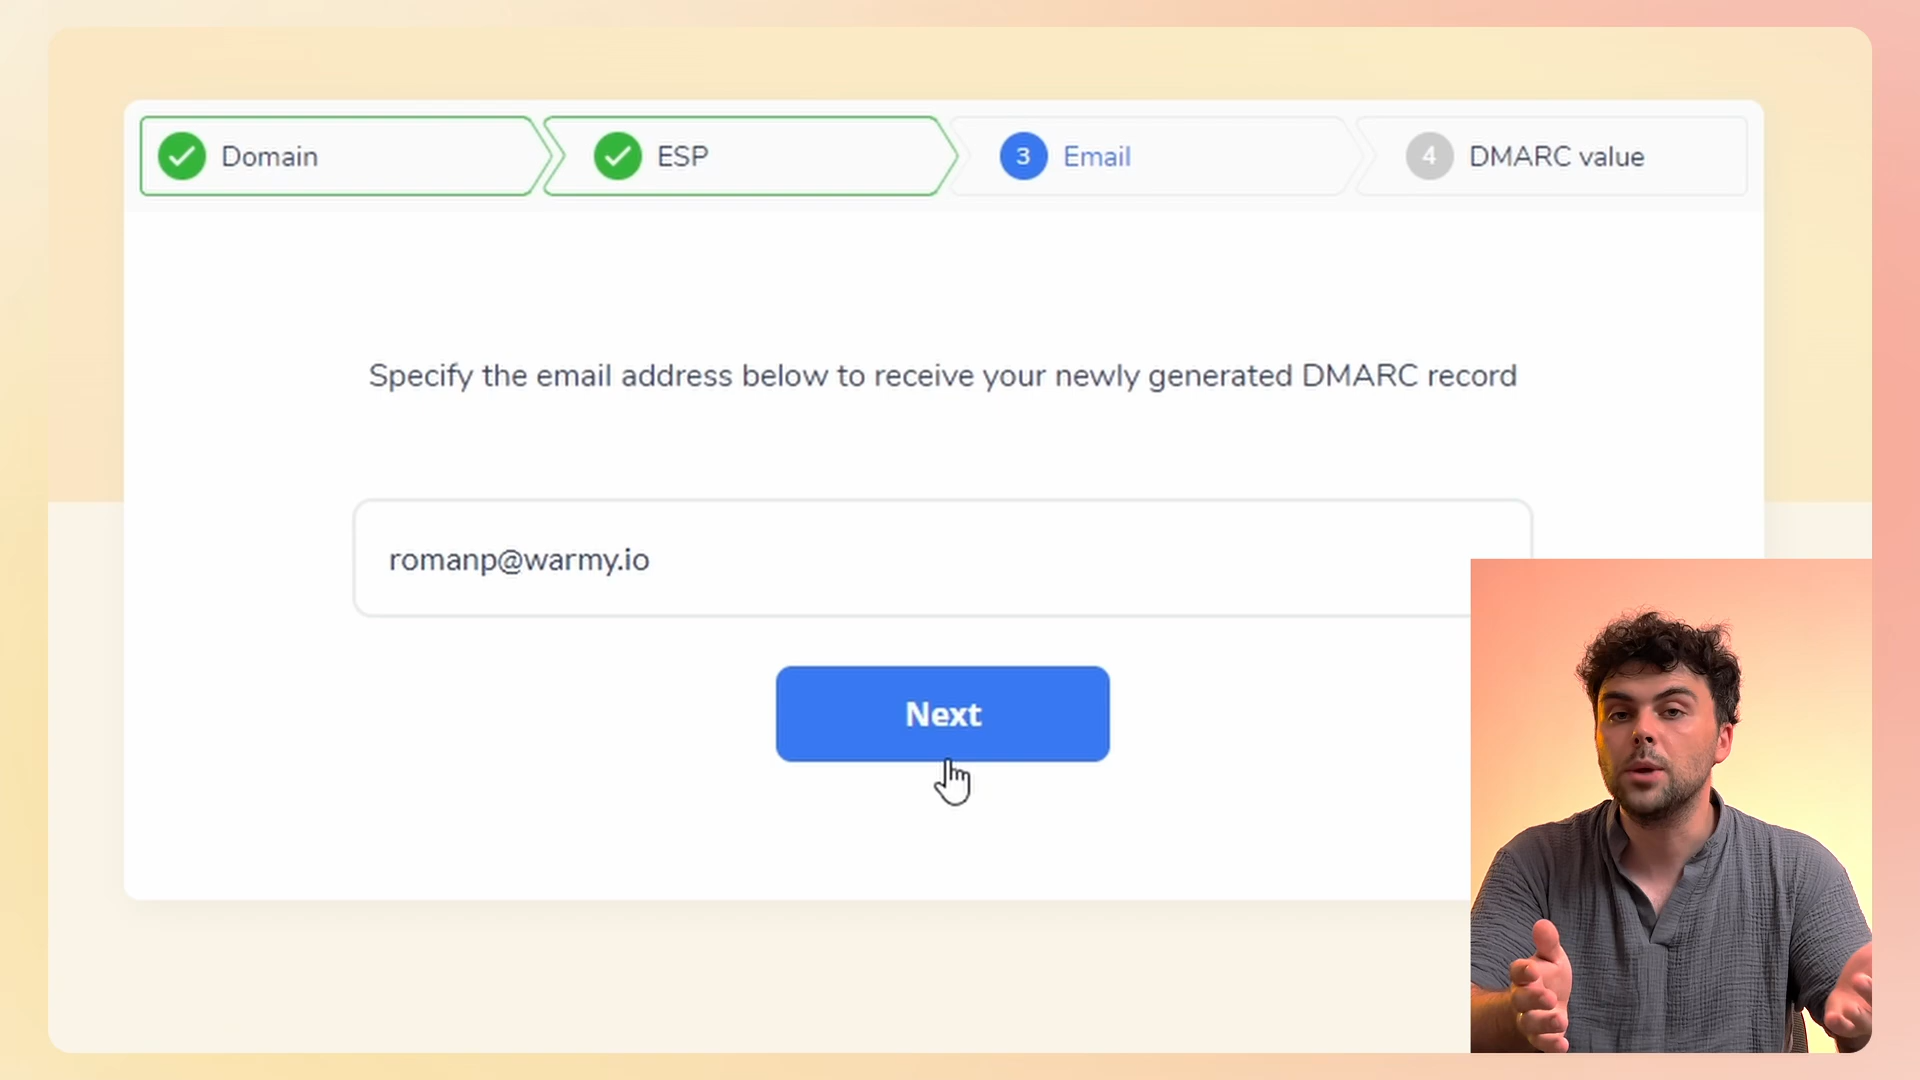 Domain
ESP
3 Email
4 DMARC value
Specify the email address below to receive your newly generated DMARC record
romanp@warmy.io
Next